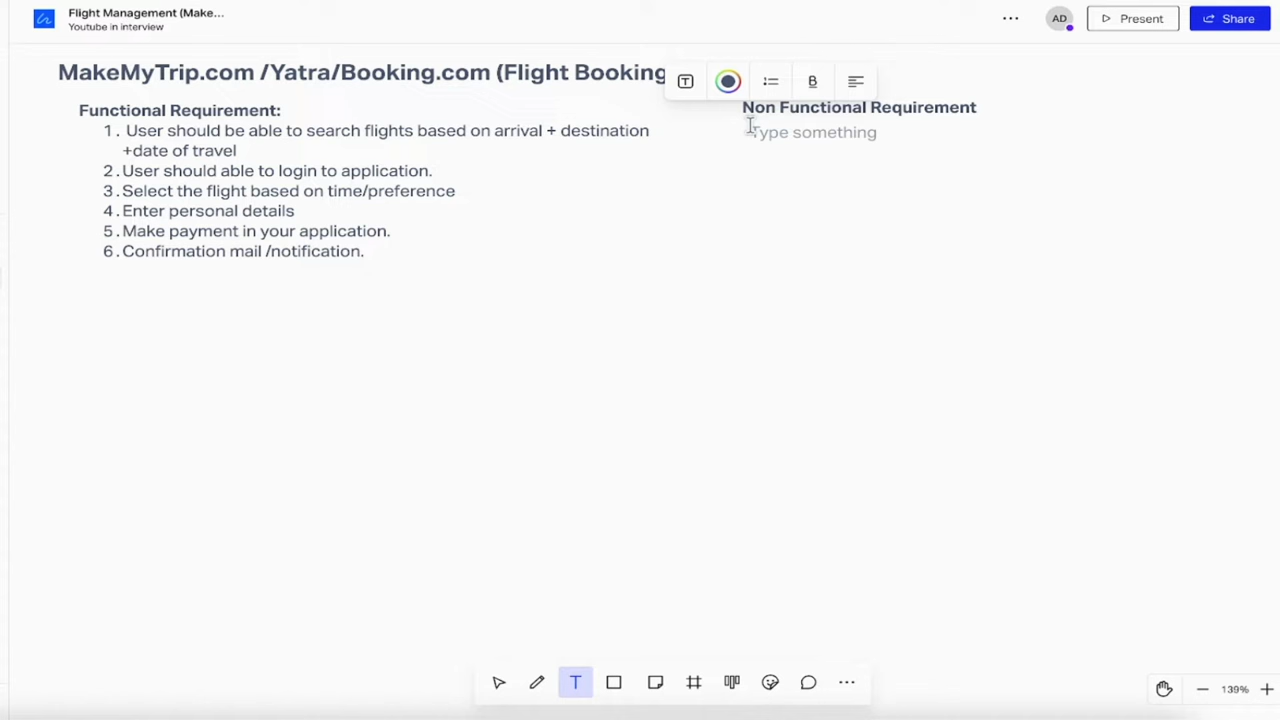 Flight Management (Make...
Youtube in interview
AD
Present
Share
MakeMyTrip.com /Yatra/Booking.com (Flight Booking
Functional Requirement:
1. User should be able to search flights based on arrival + destination
+date of travel
2. User should able to login to application.
3. Select the flight based on time/preference
4. Enter personal details
5. Make payment in your application.
6. Confirmation mail /notification.
B
Non Functional Requirement
Type something
T
139%